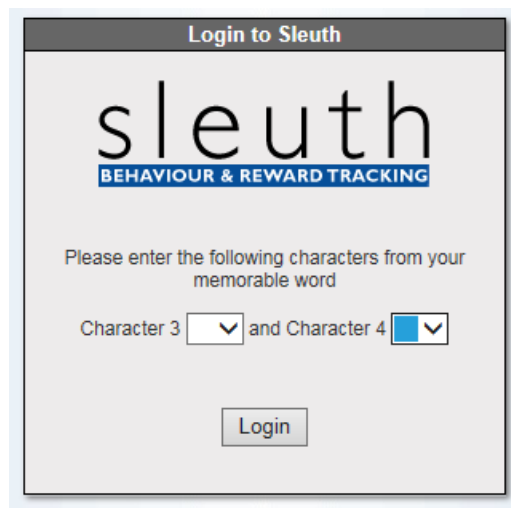 Login to Sleuth
sleuth
BEHAVIOUR & REWARD TRACKING
Please enter the following characters from your
memorable word
Character 3 and Character 4
Login